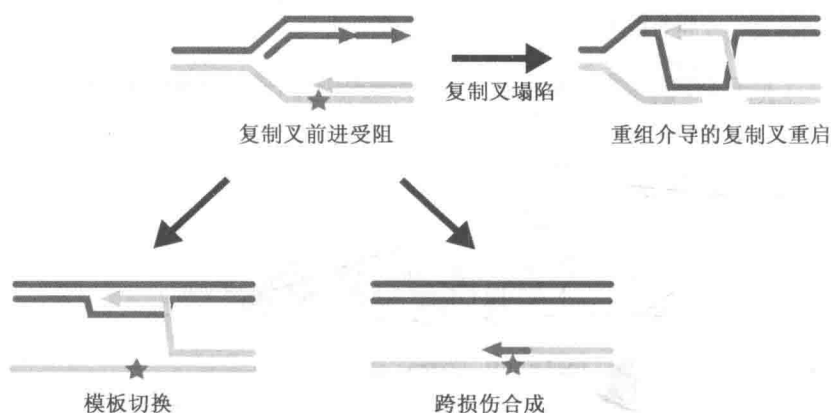 复制叉塌陷
复制叉前进受阻
重组介导的复制叉重启
模板切换
跨损伤合成